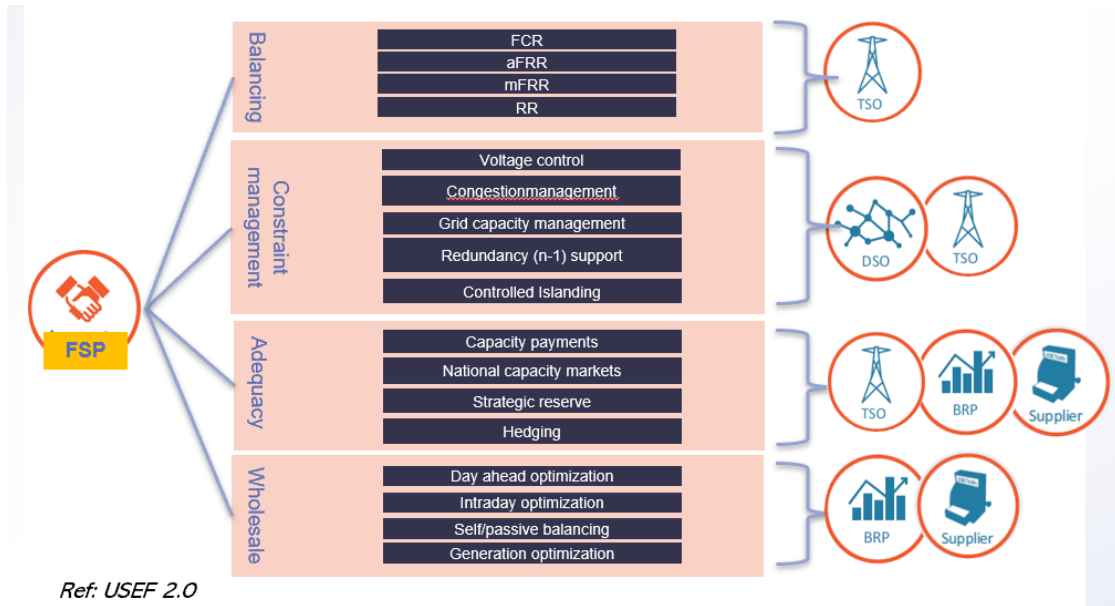 FSP
Balancing
FCR
aFRR
mFRR
RR
TSO
Constraint
management
Voltage control
Congestionmanagement
Grid capacity management
Redundancy (n-1) support
Controlled Islanding
DSO
TSO
Adequacy
Capacity payments
National capacity markets
Strategic reserve
Hedging
TSO
BRP
Supplier
Wholesale
Day ahead optimization
Intraday optimization
Self/passive balancing
Generation optimization
BRP
Supplier
Ref: USEF 2.0